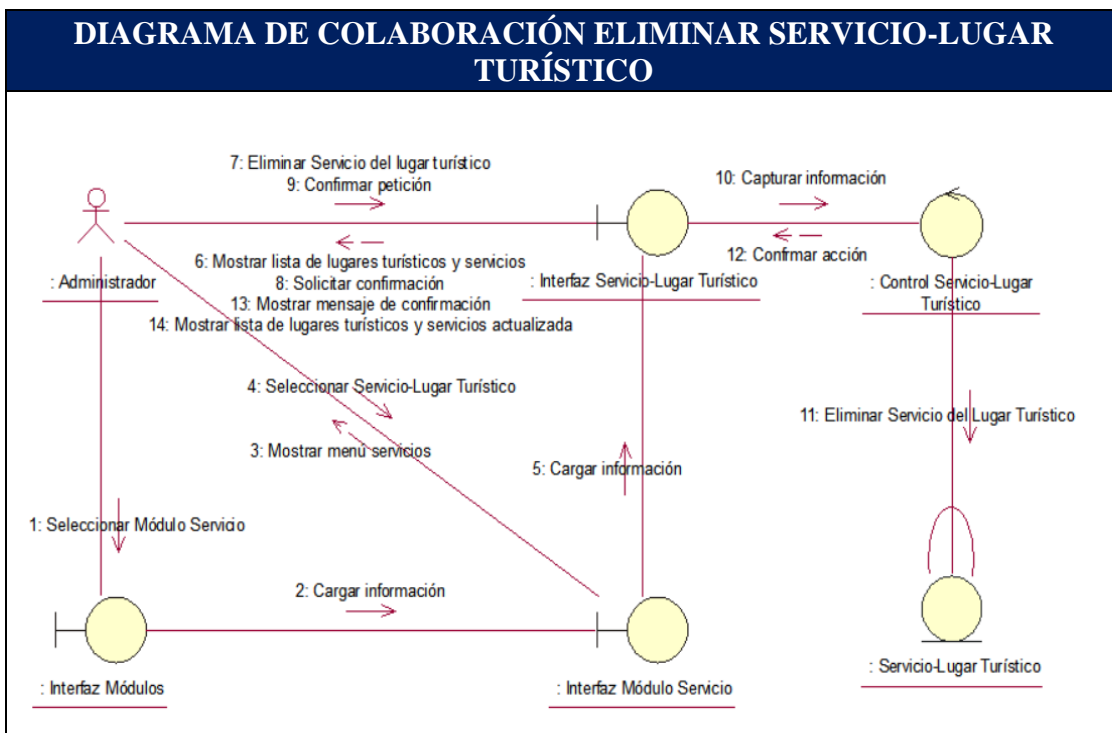 DIAGRAMA DE COLABORACIÓN ELIMINAR SERVICIO-LUGAR
TURÍSTICO
7: Eliminar Servicio del lugar turístico
9: Confirmar petición
10: Capturar información
6: Mostrar lista de lugares turísticos y servicios
8: Solicitar confirmación
13: Mostrar mensaje de confirmación
14: Mostrar lista de lugares turísticos y servicios actualizada
12: Confirmar acción
: Administrador
: Interfaz Servicio-Lugar Turístico
: Control Servicio-Lugar
Turístico
4: Seleccionar Servicio-Lugar Turístico
3: Mostrar menú servicios
5: Cargar información
11: Eliminar Servicio del Lugar Turístico
1: Seleccionar Módulo Servicio
2: Cargar información
: Interfaz Módulos
: Interfaz Módulo Servicio
: Servicio-Lugar Turístico